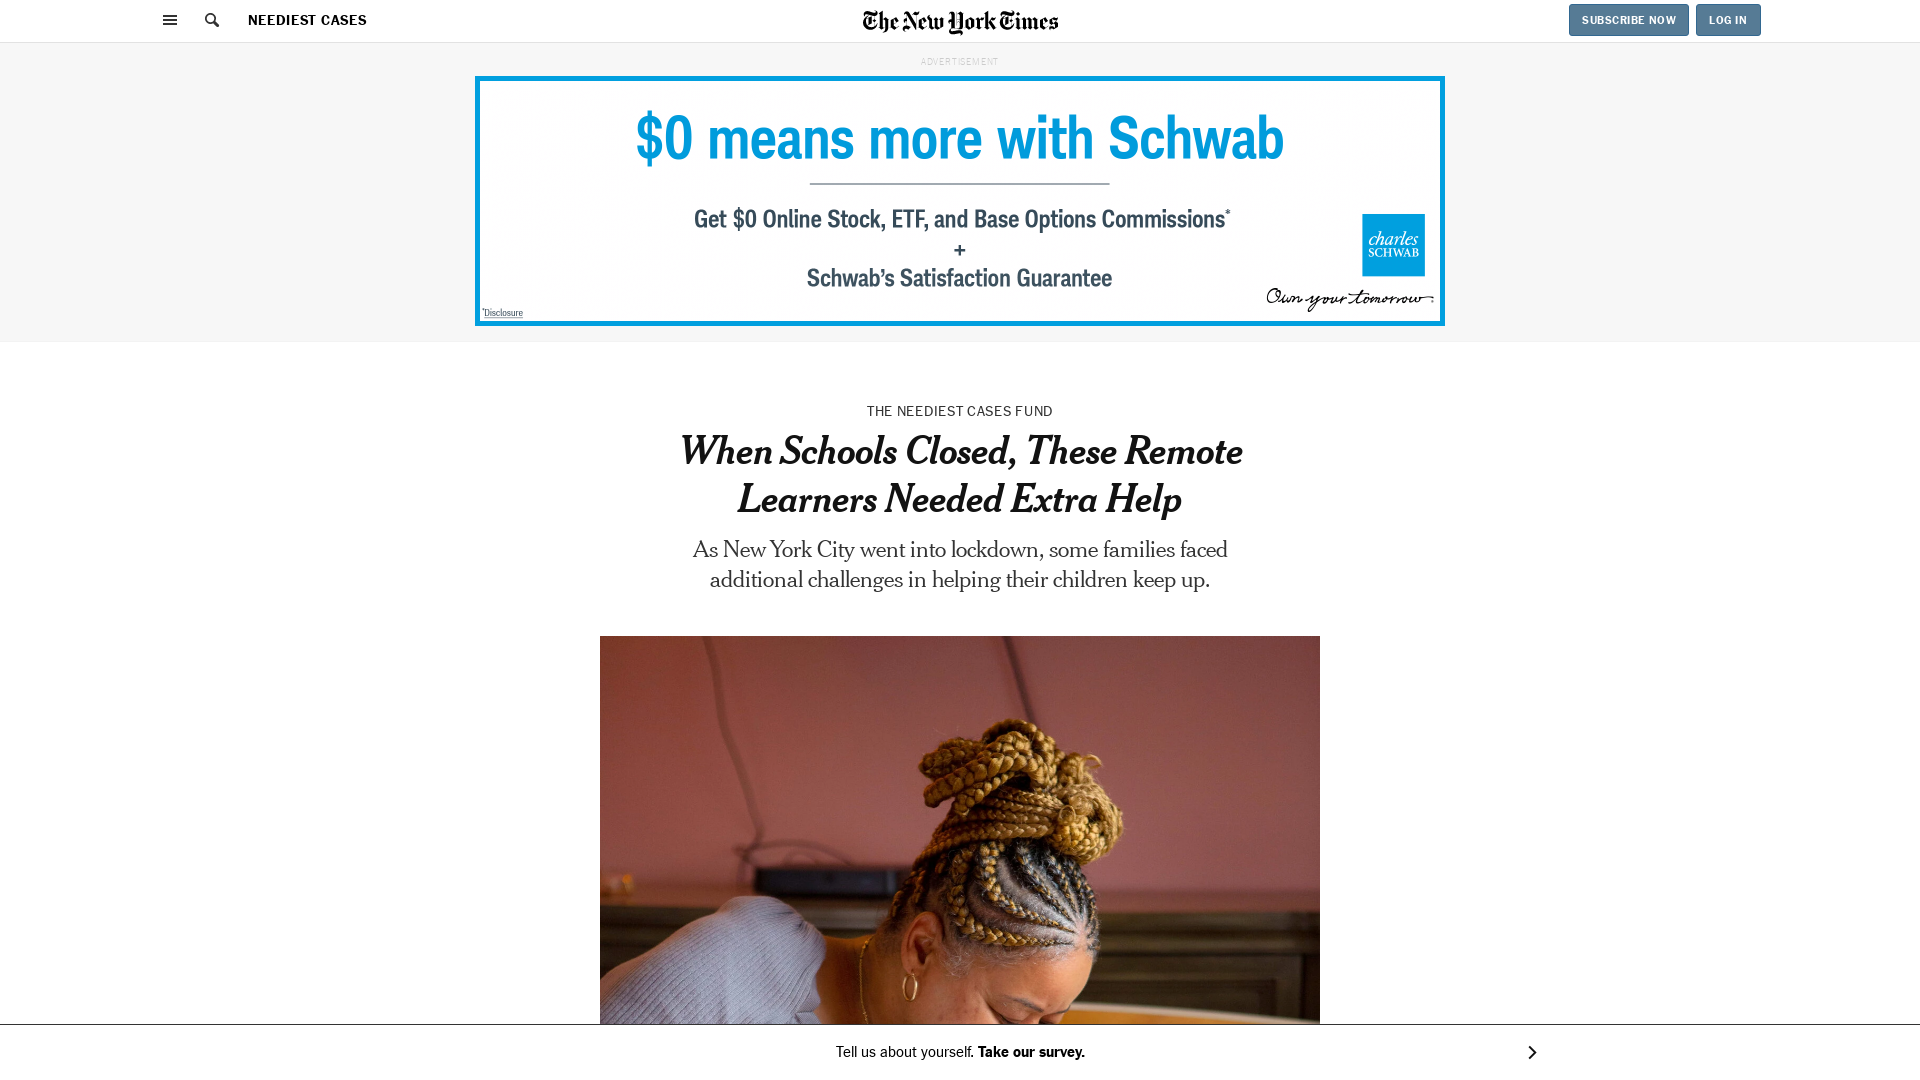 NEEDIEST CASES
The New York Times
SUBSCRIBE NOW
LOG IN
ADVERTISEMENT
$0 means more with Schwab
Get $0 Online Stock, ETF, and Base Options Commissions*
+
Schwab’s Satisfaction Guarantee
charles
SCHWAB
Own your tomorrow
*Disclosure
THE NEEDIEST CASES FUND
When Schools Closed, These Remote
Learners Needed Extra Help
As New York City went into lockdown, some families faced
additional challenges in helping their children keep up.
Tell us about yourself. Take our survey.